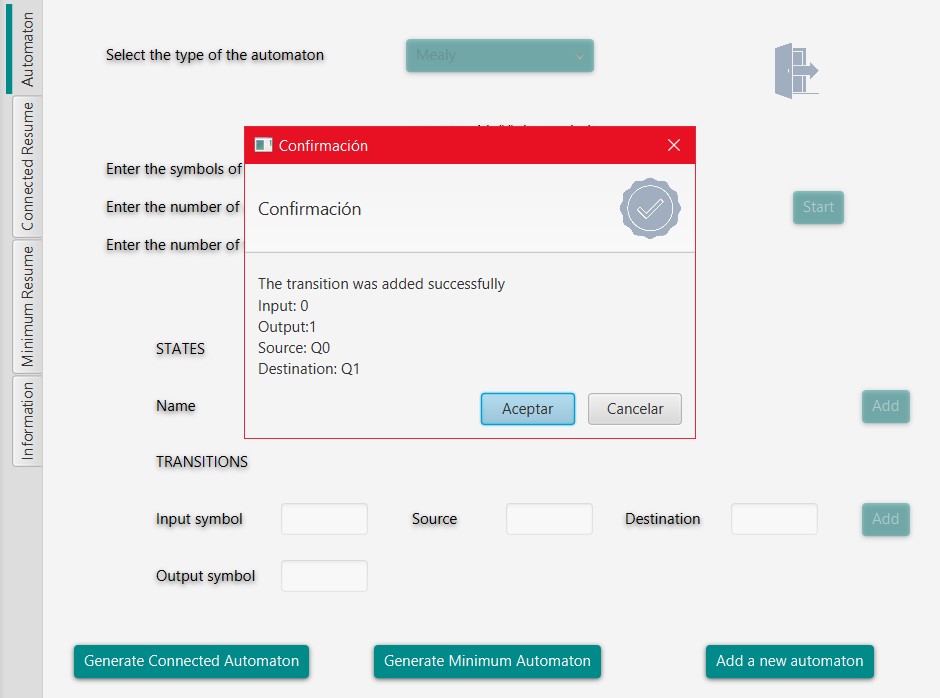 Automaton
Connected Resume
Minimum Resume
Information
Select the type of the automaton
Mealy
Enter the symbols of
Enter the number of
Start
Enter the number of
Confirmación
Confirmación
The transition was added successfully
Input: 0
Output:1
Source: Q0
Destination: Q1
Aceptar
Cancelar
STATES
Name
Add
TRANSITIONS
Input symbol
Source
Destination
Add
Output symbol
Generate Connected Automaton
Generate Minimum Automaton
Add a new automaton